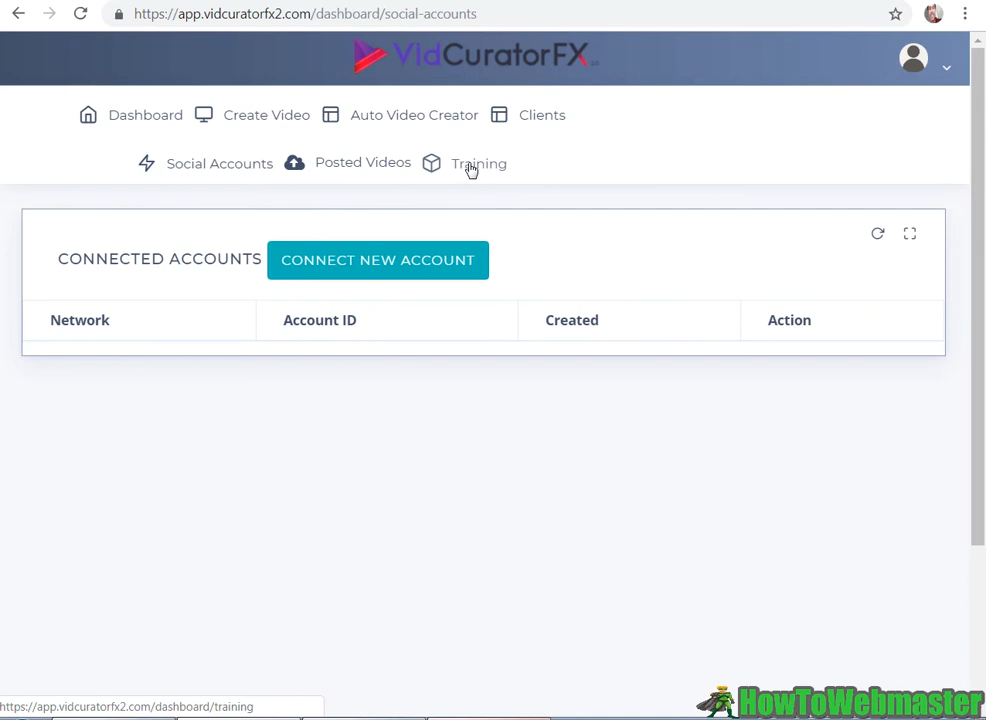 https://app.vidcuratorfx2.com/dashboard/social-accounts
VidCuratorFX
Dashboard Create Video Auto Video Creator Clients
Social Accounts Posted Videos Training
CONNECTED ACCOUNTS CONNECT NEW ACCOUNT
Network Account ID Created Action
https://app.vidcuratorfx2.com/dashboard/training
HowToWebmaster